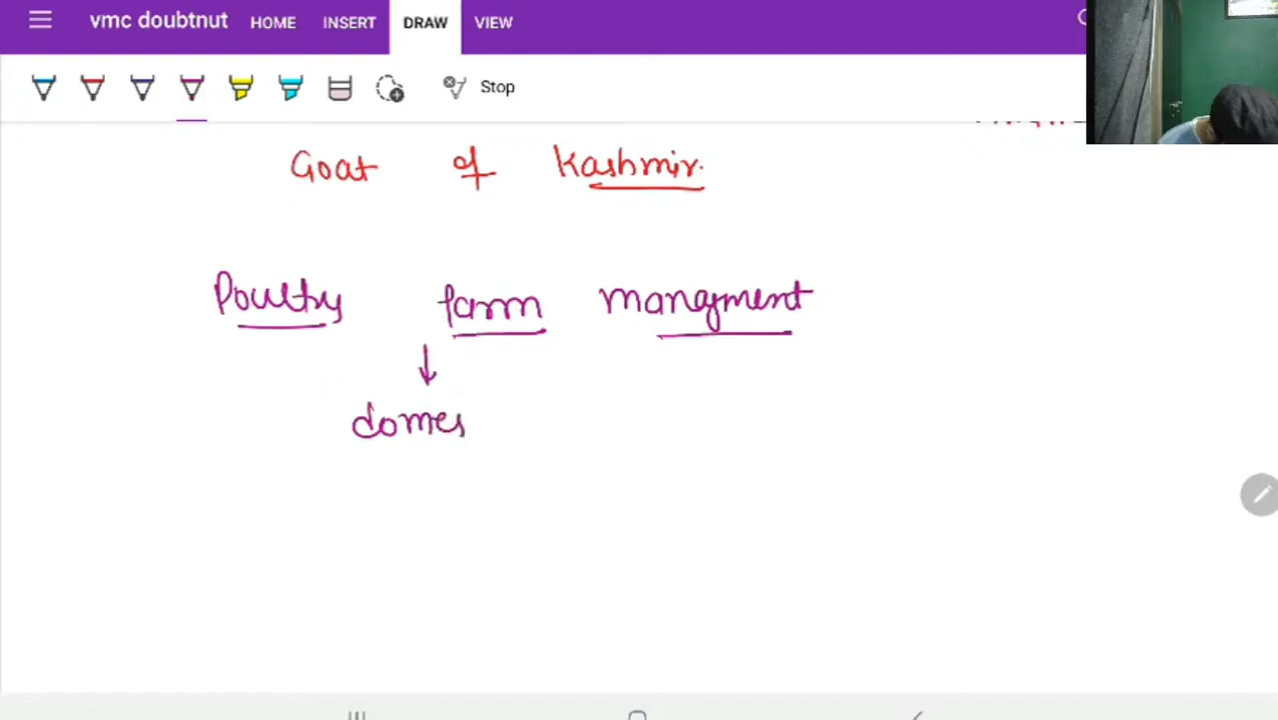 vmc doubtnut HOME INSERT DRAW VIEW
Stop
Goat of Kashmir.
Poultry farm managment
domes